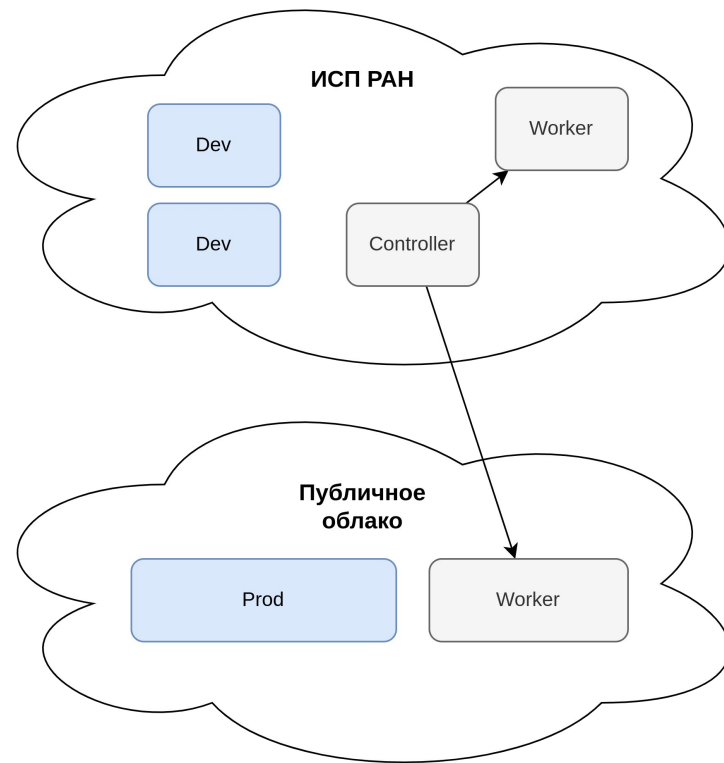 ИСП РАН
Worker
Dev
Dev
Controller
Публичное
облако
Prod
Worker